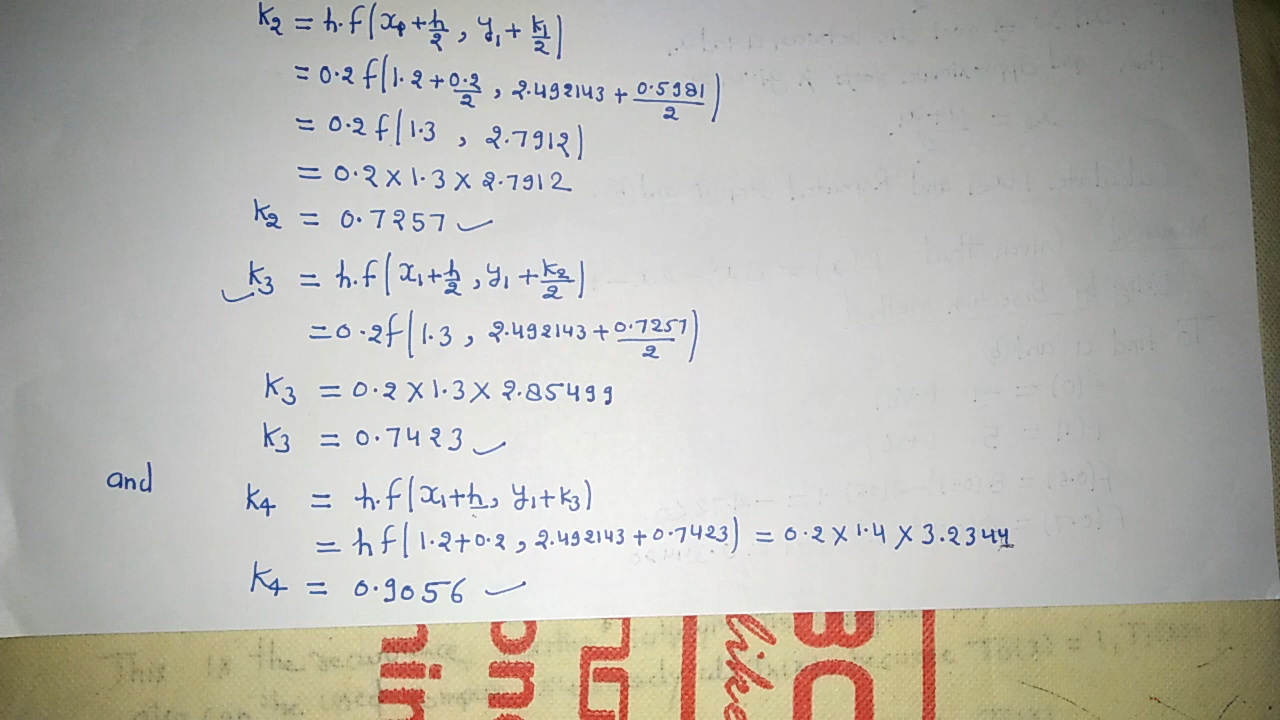 K₂ = h.f(x₁+h/2, y₁+k₁/2)
= 0.2 f(1.2+0.2/2, 2.492143+0.5981/2)
= 0.2 f(1.3, 2.7912)
= 0.2×1.3×2.7912
K₂ = 0.7257
K₃ = h.f(x₁+h/2, y₁+k₂/2)
= 0.2f(1.3, 2.492143+0.7257/2)
K₃ = 0.2×1.3×2.85499
K₃ = 0.7423
and K₄ = h.f(x₁+h, y₁+k₃)
= hf(1.2+0.2, 2.492143+0.7423) = 0.2×1.4×3.2344
K₄ = 0.9056
This is the
like